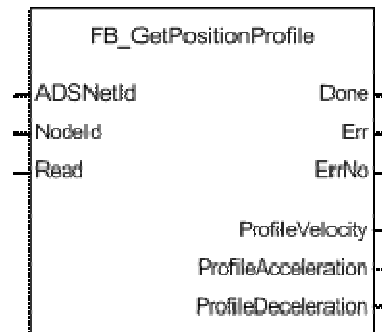 FB_GetPositionProfile
ADSNetId Done
NodeId Err
Read ErrNo
ProfileVelocity
ProfileAcceleration
ProfileDeceleration